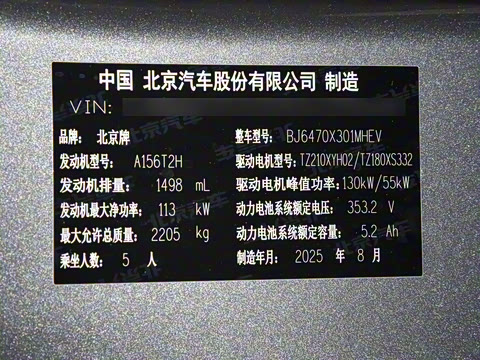 中国 北京汽车股份有限公司 制造
VIN:
品牌: 北京牌 整车型号: BJ6470X301MHEV
发动机型号: A156T2H 驱动电机型号: TZ210XYH02/TZ180XS332
发动机排量: 1498 mL 驱动电机峰值功率: 130kW/55kW
发动机最大净功率: 113 kW 动力电池系统额定电压: 353.2 V
最大允许总质量: 2205 kg 动力电池系统额定容量: 5.2 Ah
乘坐人数: 5 人 制造年月: 2025 年 8 月